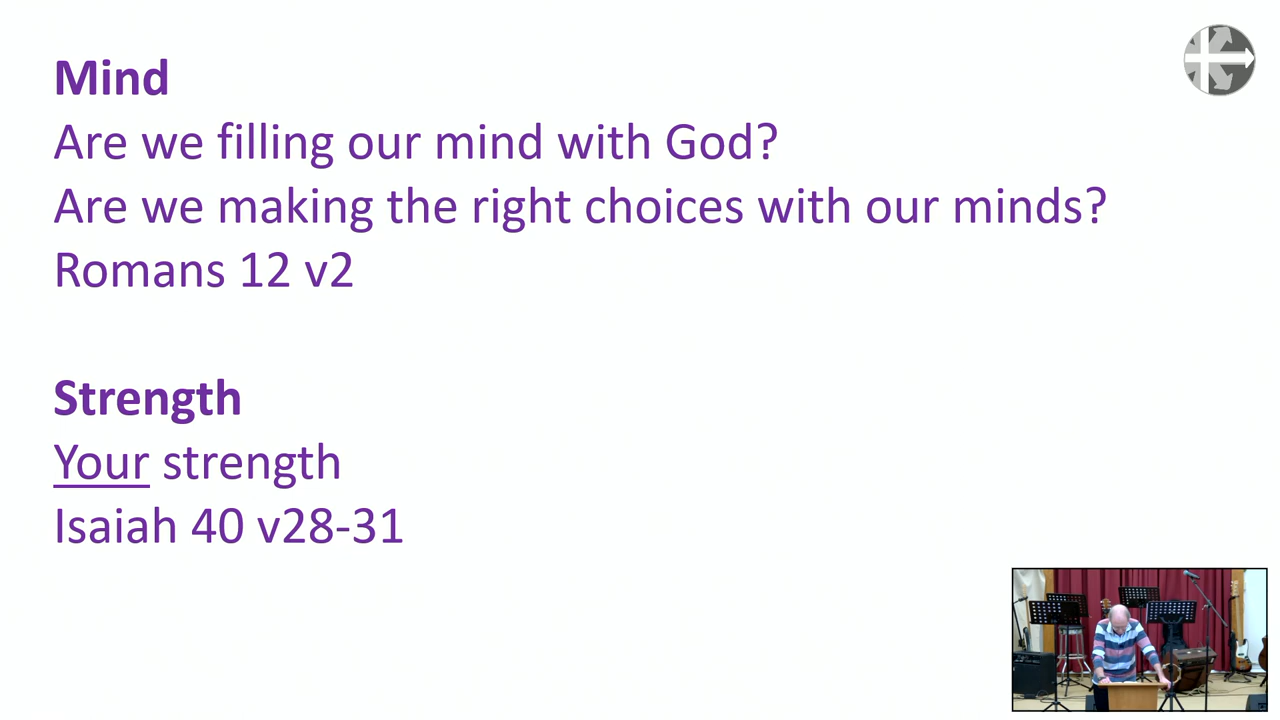 Mind
Are we filling our mind with God?
Are we making the right choices with our minds?
Romans 12 v2
Strength
Your strength
Isaiah 40 v28-31